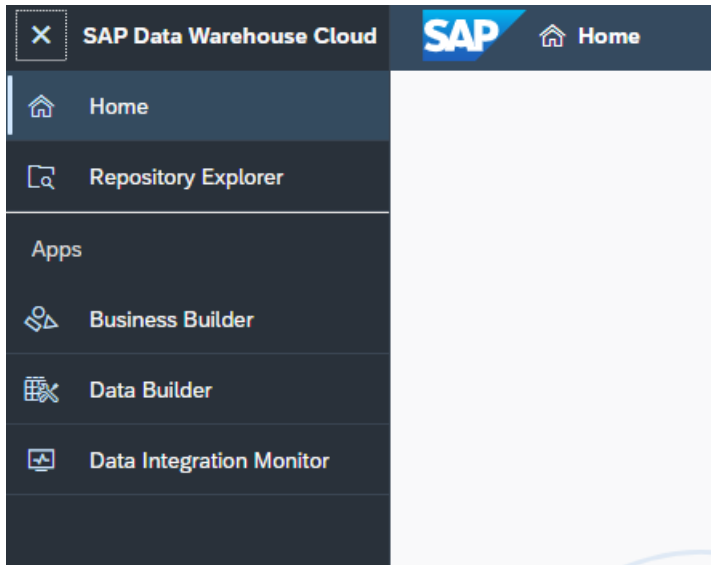 SAP Data Warehouse Cloud
SAP
Home
Home
Repository Explorer
Apps
Business Builder
Data Builder
Data Integration Monitor